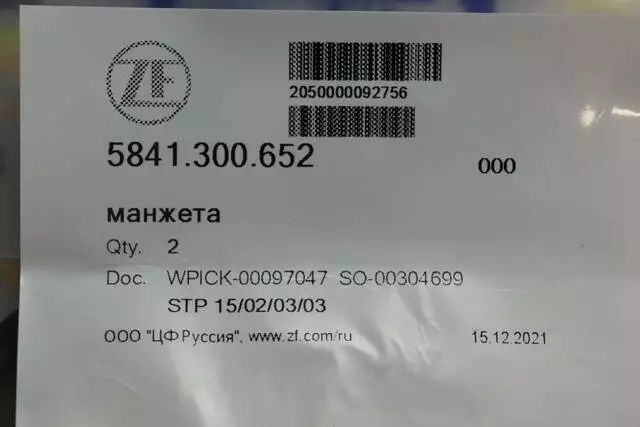 ZF
2050000092756
5841.300.652
000
манжета
Qty. 2
Doc. WPICK-00097047 SO-00304699
STP 15/02/03/03
ООО "ЦФ Руссия", www.zf.com/ru 15.12.2021